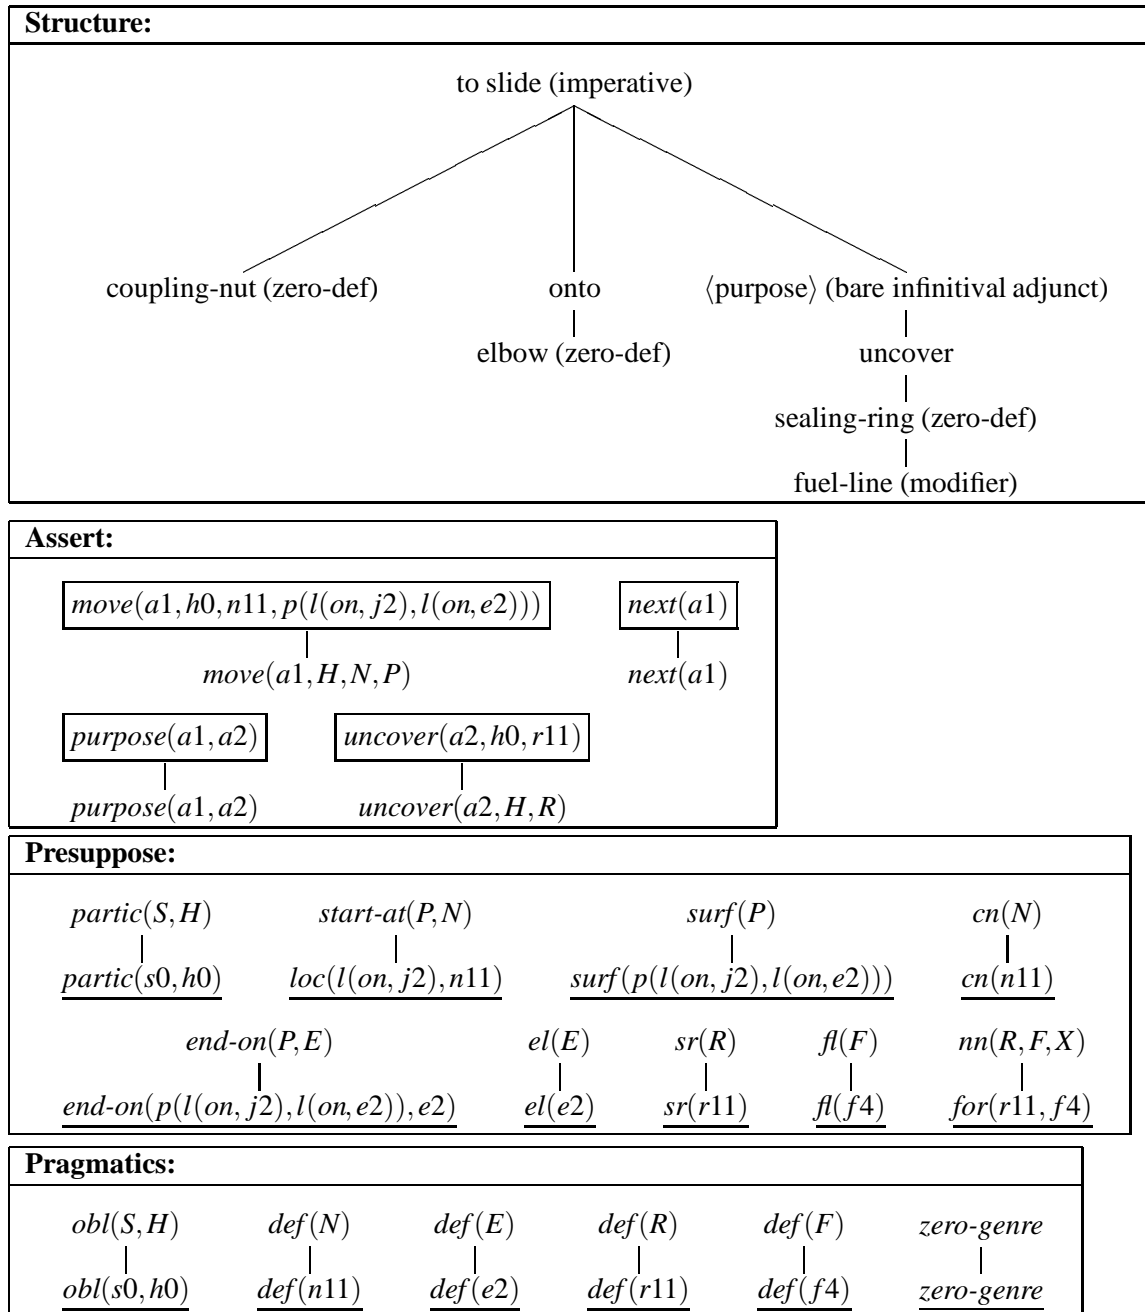 Structure:
to slide (imperative)
coupling-nut (zero-def) onto ⟨purpose⟩ (bare infinitival adjunct)
elbow (zero-def) uncover
sealing-ring (zero-def)
fuel-line (modifier)
Assert:
move(a1,h0,n11,p(l(on, j2),l(on,e2))) next(a1)
move(a1,H,N,P) next(a1)
purpose(a1,a2) uncover(a2,h0,r11)
purpose(a1,a2) uncover(a2,H,R)
Presuppose:
partic(S,H) start-at(P,N) surf(P) cn(N)
partic(s0,h0) loc(l(on, j2),n11) surf(p(l(on, j2),l(on,e2))) cn(n11)
end-on(P,E) el(E) sr(R) fl(F) nn(R,F,X)
end-on(p(l(on, j2),l(on,e2)),e2) el(e2) sr(r11) fl(f4) for(r11, f4)
Pragmatics:
obl(S,H) def(N) def(E) def(R) def(F) zero-genre
obl(s0,h0) def(n11) def(e2) def(r11) def(f4) zero-genre